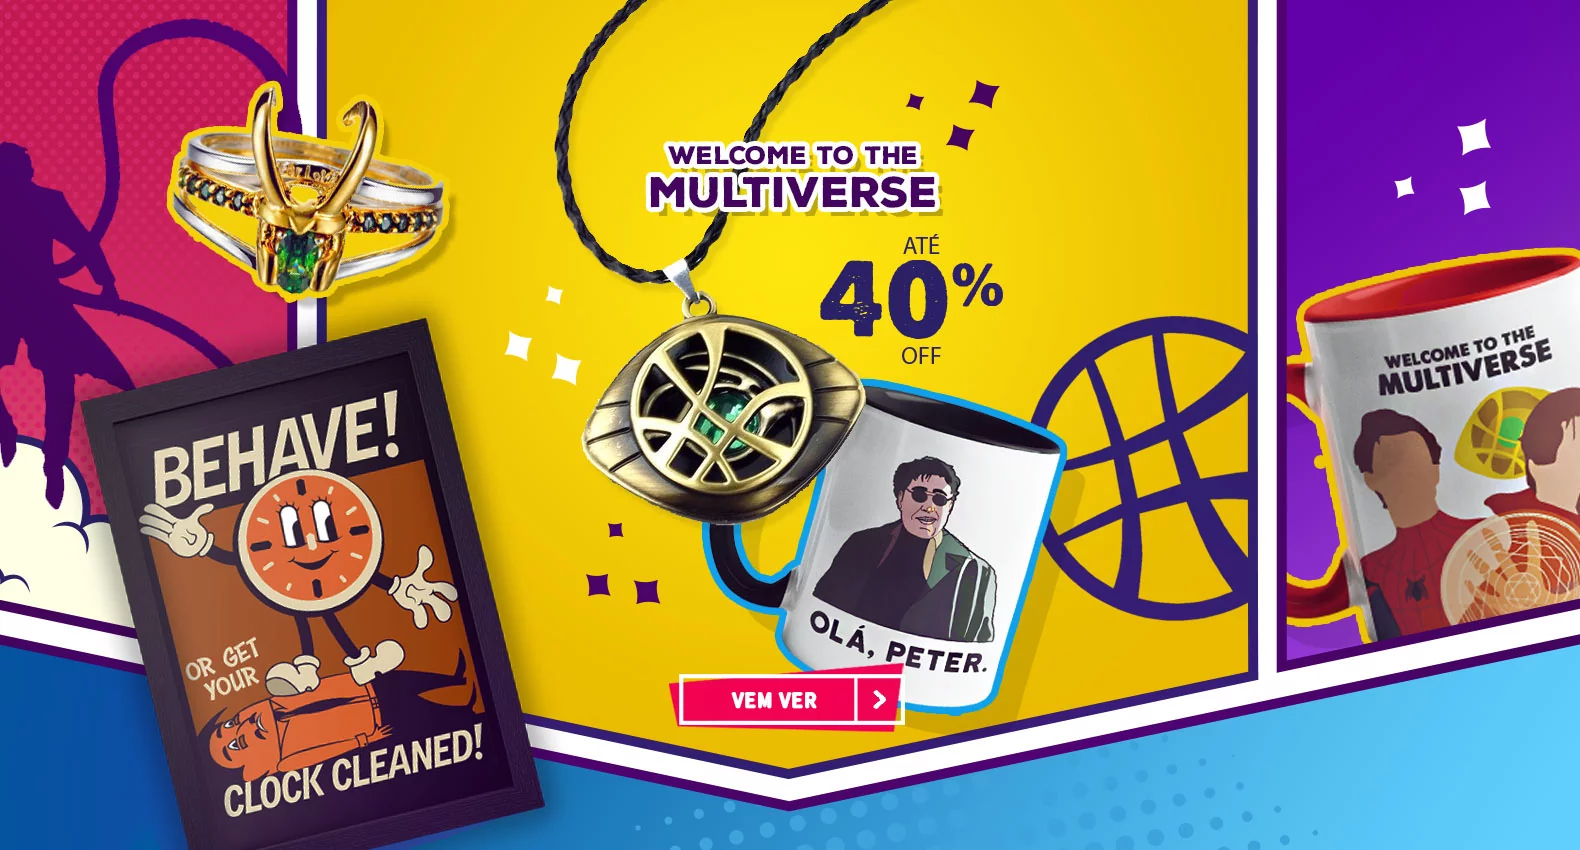 WELCOME TO THE
MULTIVERSE
ATÉ
40%
OFF
BEHAVE!
OR GET
YOUR
CLOCK CLEANED!
OLÁ, PETER.
VEM VER
WELCOME TO THE
MULTIVERSE